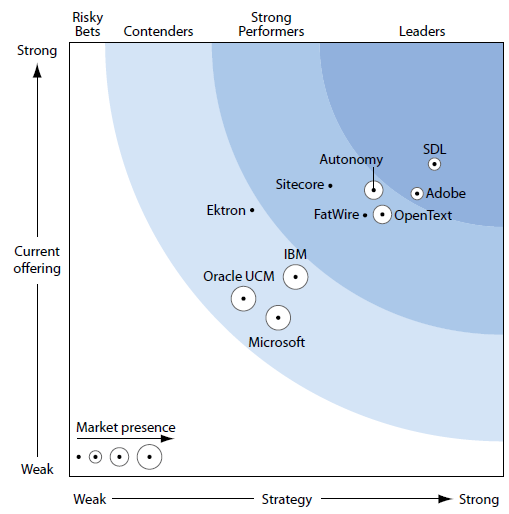 Risky
Bets
Contenders
Strong
Performers
Leaders
Strong
SDL
Autonomy
Sitecore
Adobe
Ektron
FatWire
OpenText
Current
offering
IBM
Oracle UCM
Microsoft
Market presence
Weak
Weak
Strategy
Strong